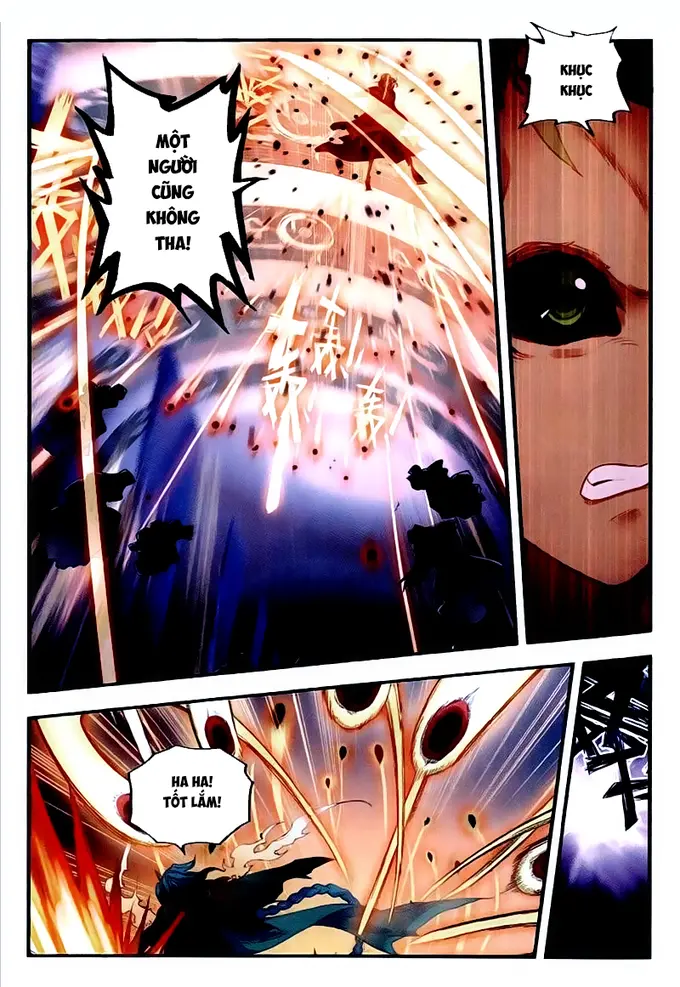 MỘT
NGƯỜI
CŨNG
KHÔNG
THA!
KHỤC
KHỤC
HA HA!
TỐT LẮM!